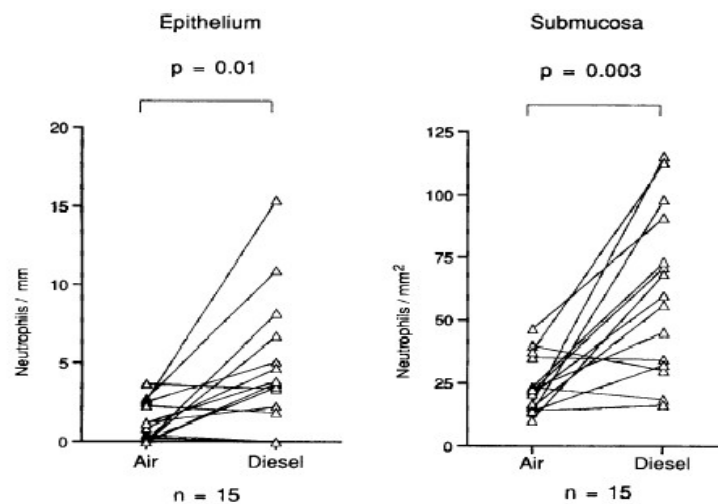 Epithelium
p = 0.01
20
15
10
5
0
Neutrophils / mm
Air Diesel
n = 15
Submucosa
p = 0.003
125
100
75
50
25
0
Neutrophils / mm²
Air Diesel
n = 15